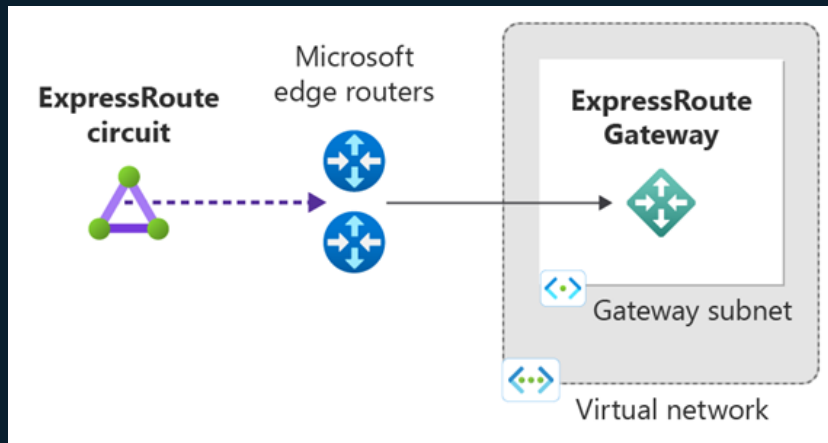 ExpressRoute
circuit
Microsoft
edge routers
ExpressRoute
Gateway
Gateway subnet
Virtual network